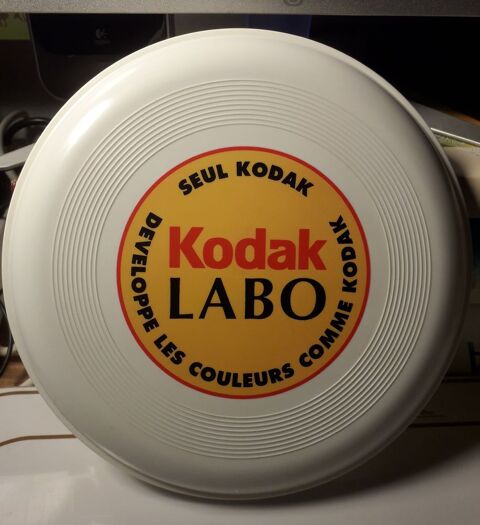 SEUL KODAK
Kodak
LABO
DEVELOPPE LES COULEURS COMME KODAK